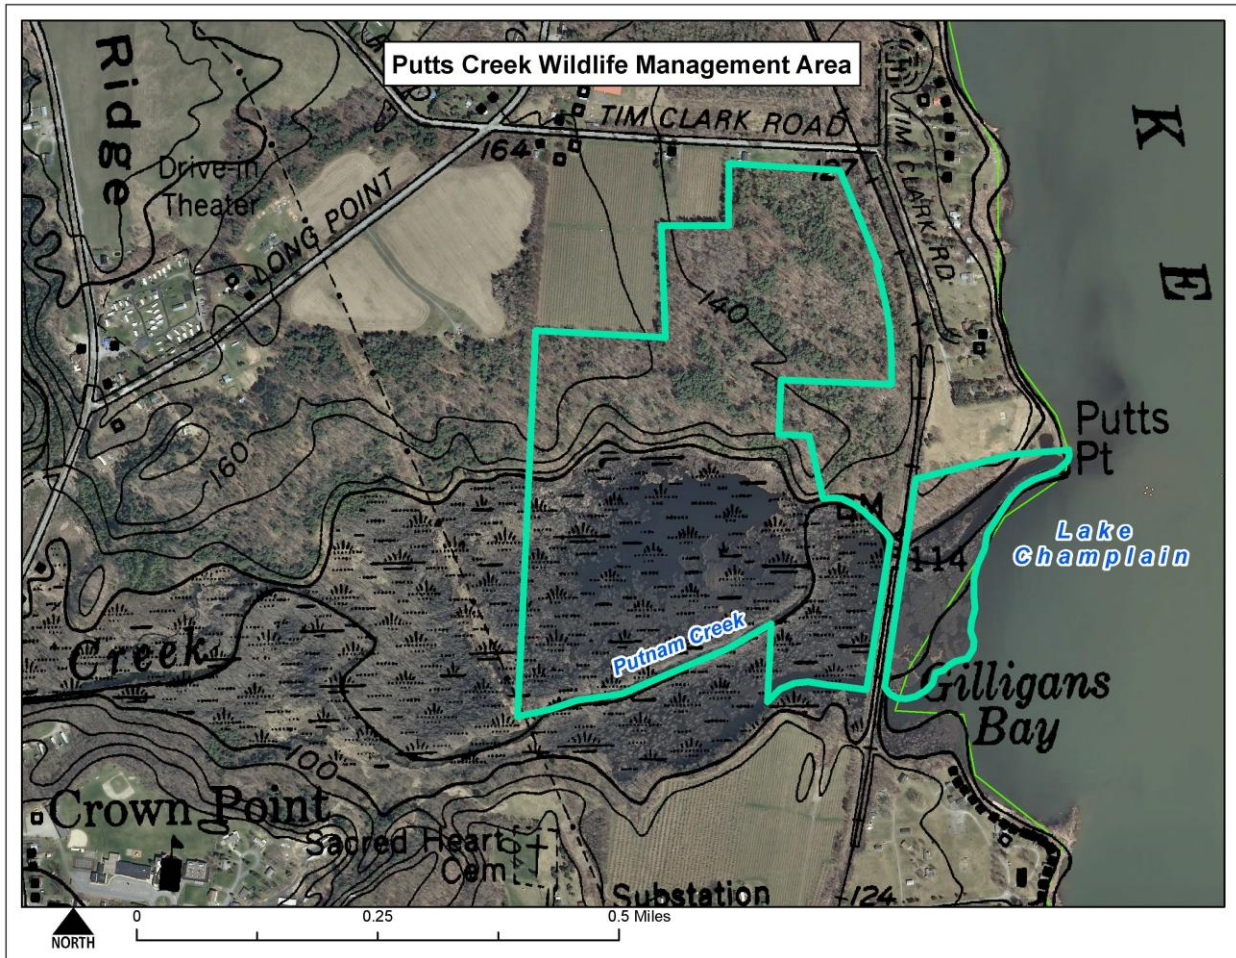 Putts Creek Wildlife Management Area
Ridge
Drive-in
Theater
LONG POINT
164
TIM CLARK ROAD
127
TIM CLARK RD
K
E
140
160
Putts
Pt
Lake
Champlain
BM
114
Creek
Putnam Creek
Gilligans
Bay
100
Crown Point
Sacred Heart
Cem
Substation
124
NORTH
0
0.25
0.5 Miles